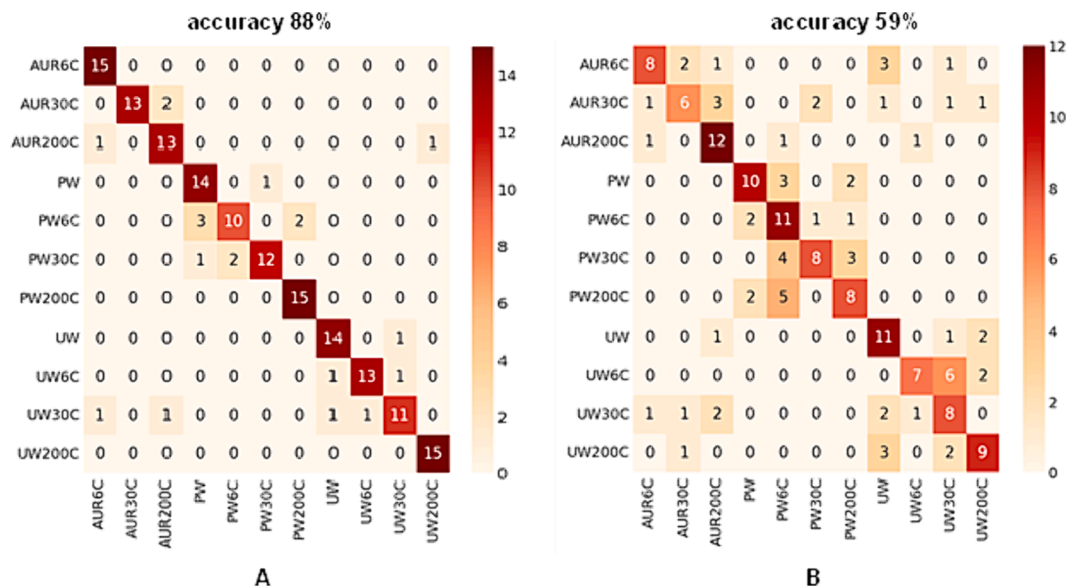 accuracy 88%
AUR6C 15 0 0 0 0 0 0 0 0 0 0
AUR30C 0 13 2 0 0 0 0 0 0 0 0
AUR200C 1 0 13 0 0 0 0 0 0 0 1
PW 0 0 0 14 0 1 0 0 0 0 0
PW6C 0 0 0 3 10 0 2 0 0 0 0
PW30C 0 0 0 1 2 12 0 0 0 0 0
PW200C 0 0 0 0 0 0 15 0 0 0 0
UW 0 0 0 0 0 0 0 14 0 1 0
UW6C 0 0 0 0 0 0 0 1 13 1 0
UW30C 1 0 1 0 0 0 0 1 1 11 0
UW200C 0 0 0 0 0 0 0 0 0 0 15
AUR6C AUR30C AUR200C PW PW6C PW30C PW200C UW UW6C UW30C UW200C
14
12
10
8
6
4
2
0
A
accuracy 59%
AUR6C 8 2 1 0 0 0 0 3 0 1 0
AUR30C 1 6 3 0 0 2 0 1 0 1 1
AUR200C 1 0 12 0 1 0 0 0 1 0 0
PW 0 0 0 10 3 0 2 0 0 0 0
PW6C 0 0 0 2 11 1 1 0 0 0 0
PW30C 0 0 0 0 4 8 3 0 0 0 0
PW200C 0 0 0 2 5 0 8 0 0 0 0
UW 0 0 1 0 0 0 0 11 0 1 2
UW6C 0 0 0 0 0 0 0 0 7 6 2
UW30C 1 1 2 0 0 0 0 2 1 8 0
UW200C 0 1 0 0 0 0 0 3 0 2 9
AUR6C AUR30C AUR200C PW PW6C PW30C PW200C UW UW6C UW30C UW200C
12
10
8
6
4
2
0
B